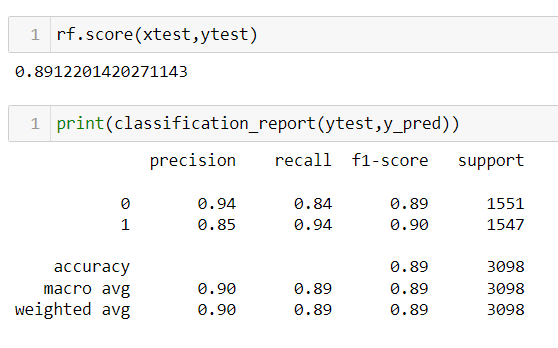 1 rf.score(xtest,ytest)
0.8912201420271143
1 print(classification_report(ytest,y_pred))
precision recall f1-score support
0 0.94 0.84 0.89 1551
1 0.85 0.94 0.90 1547
accuracy 0.89 3098
macro avg 0.90 0.89 0.89 3098
weighted avg 0.90 0.89 0.89 3098